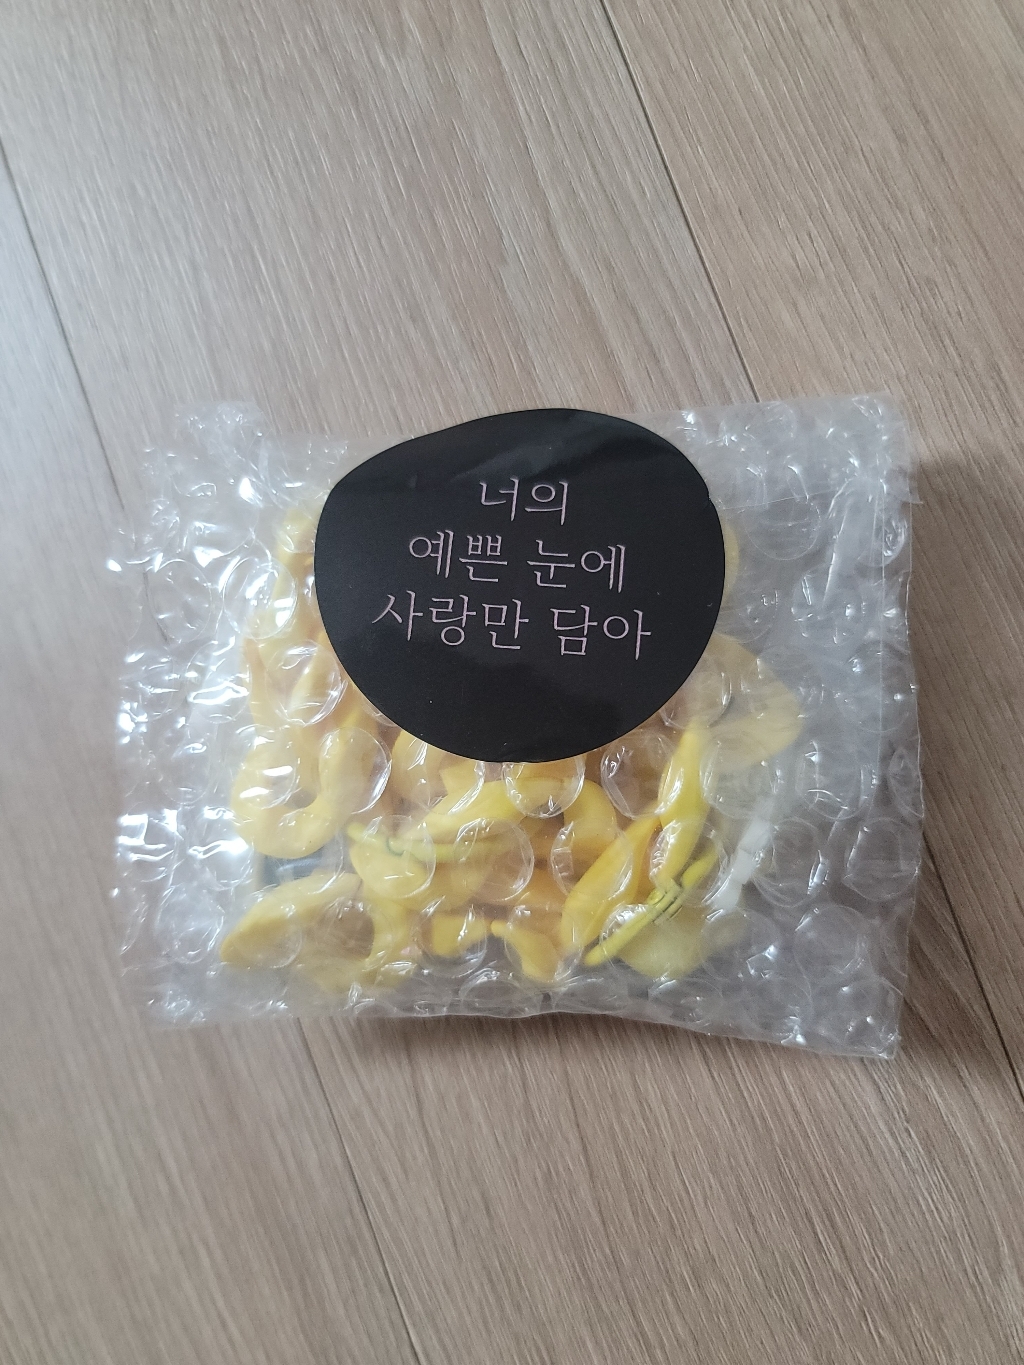 너의
예쁜 눈에
사랑만 담아